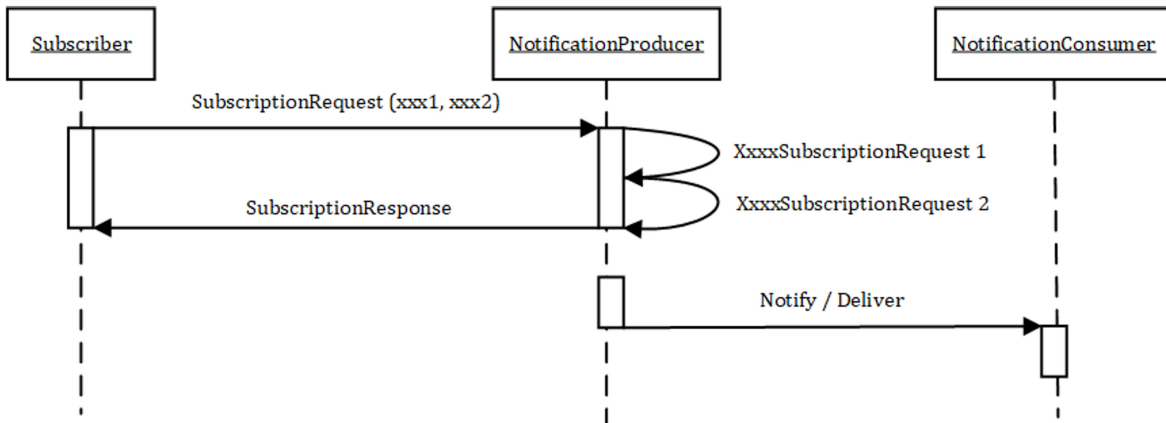 Subscriber
NotificationProducer
NotificationConsumer
SubscriptionRequest (xxx1, xxx2)
XxxxSubscriptionRequest 1
SubscriptionResponse
XxxxSubscriptionRequest 2
Notify / Deliver